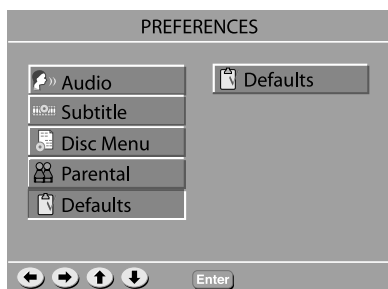 PREFERENCES
Audio
Subtitle
Disc Menu
Parental
Defaults
Defaults
Enter